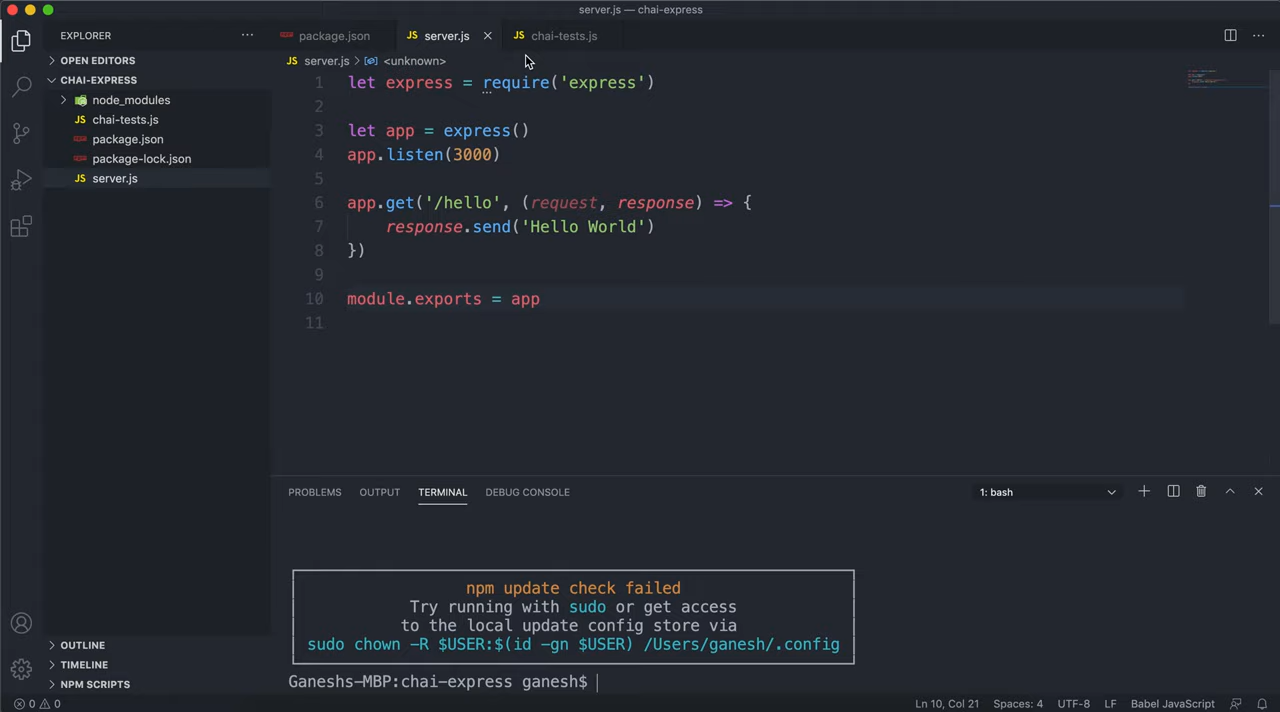 server.js — chai-express
EXPLORER
package.json
server.js
chai-tests.js
OPEN EDITORS
server.js > <unknown>
CHAI-EXPRESS
node_modules
chai-tests.js
package.json
package-lock.json
server.js
1 let express = require('express')
2
3 let app = express()
4 app.listen(3000)
5
6 app.get('/hello', (request, response) => {
7 response.send('Hello World')
8 })
9
10 module.exports = app
11
PROBLEMS OUTPUT TERMINAL DEBUG CONSOLE
1: bash
npm update check failed
Try running with sudo or get access
to the local update config store via
sudo chown -R $USER:$(id -gn $USER) /Users/ganesh/.config
Ganeshs-MBP:chai-express ganesh$
OUTLINE
TIMELINE
NPM SCRIPTS
0 0
Ln 10, Col 21 Spaces: 4 UTF-8 LF Babel JavaScript